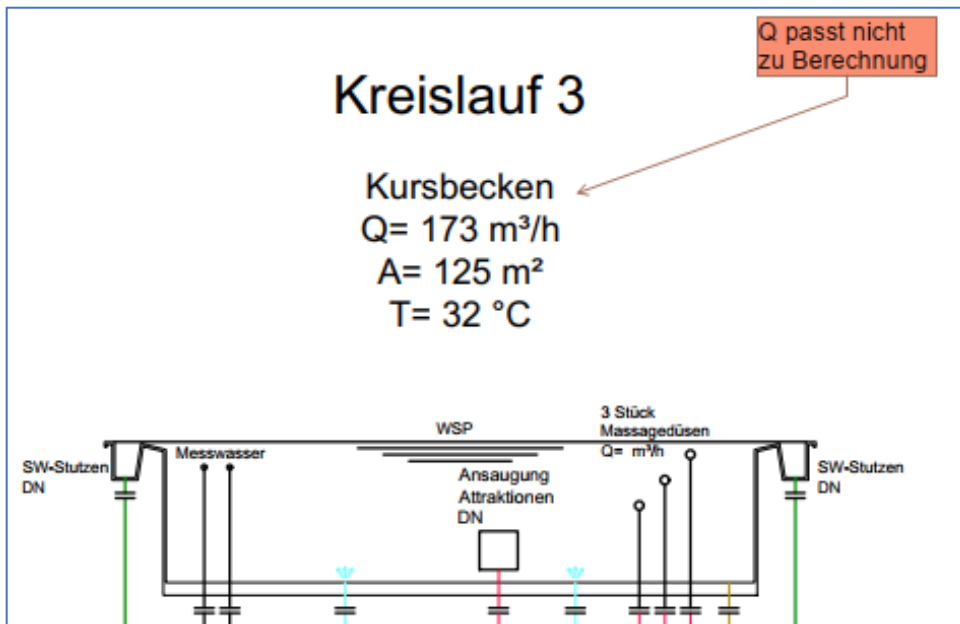 Q passt nicht
zu Berechnung
Kreislauf 3
Kursbecken
Q= 173 m³/h
A= 125 m²
T= 32 °C
WSP
3 Stück
Massagedüsen
Q= m³/h
SW-Stutzen
DN
Messwasser
Ansaugung
Attraktionen
DN
SW-Stutzen
DN